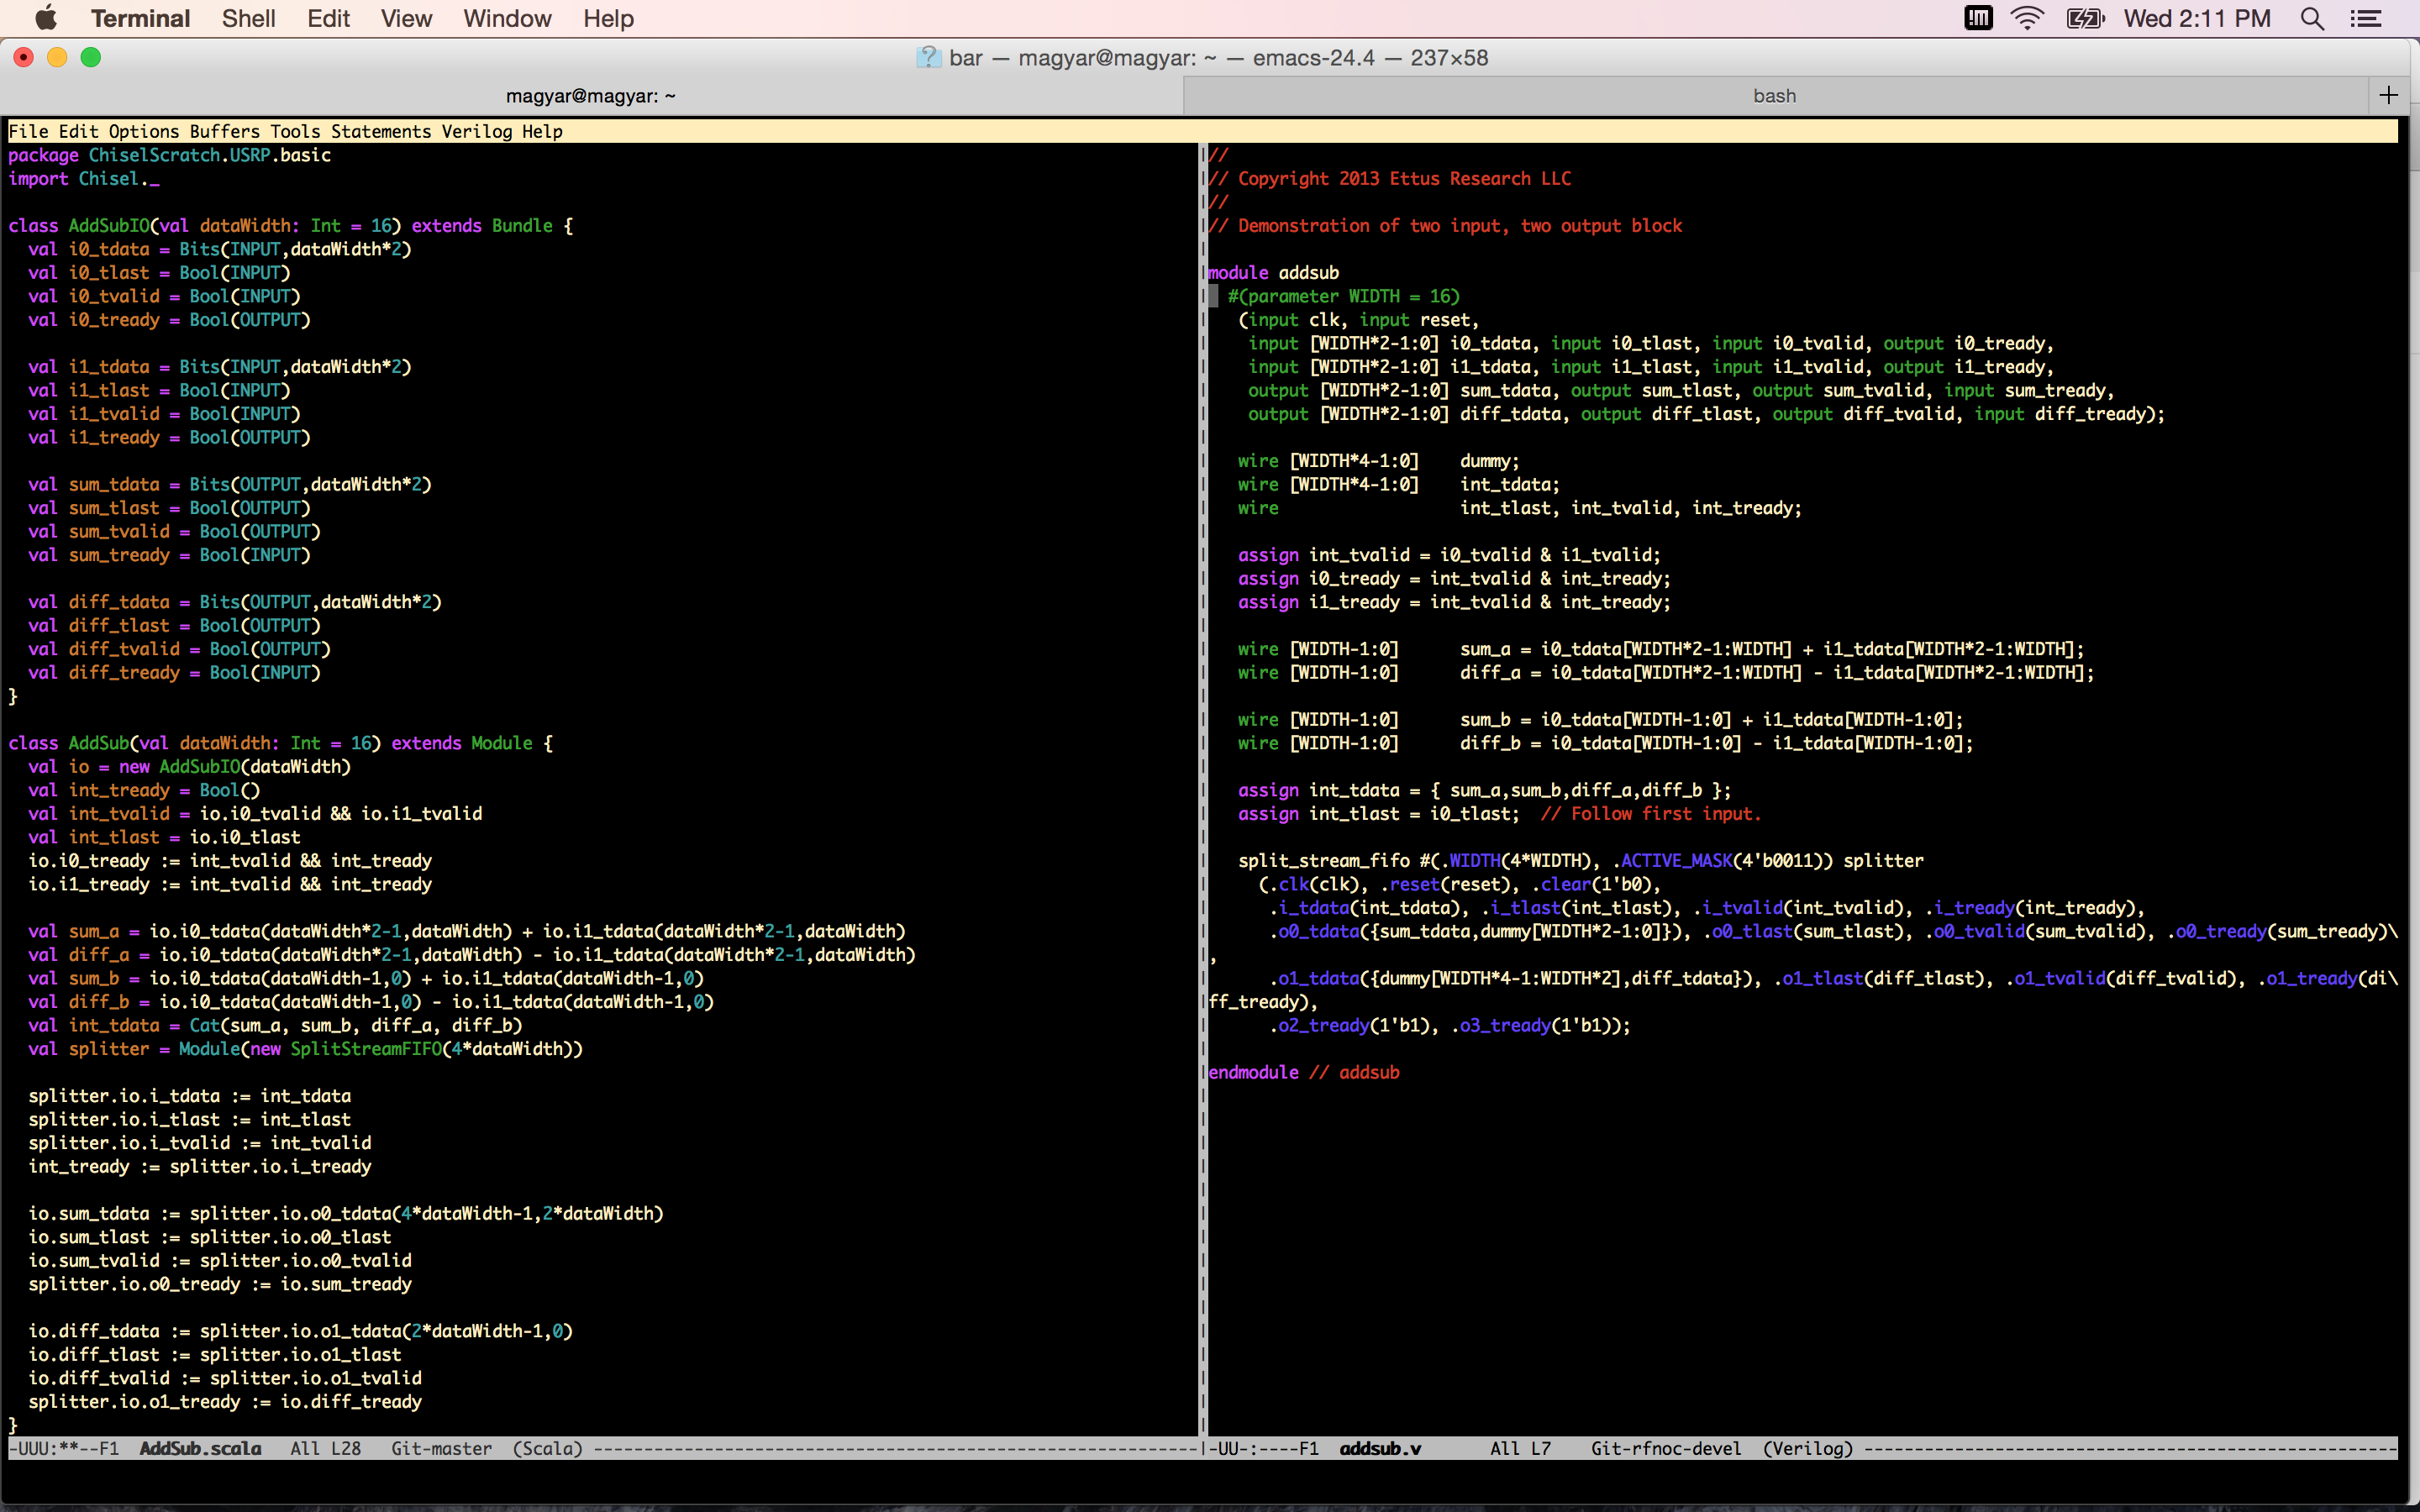 Terminal Shell Edit View Window Help Wed 2:11 PM
bar — magyar@magyar: ~ — emacs-24.4 — 237×58
magyar@magyar: ~ bash +
File Edit Options Buffers Tools Statements Verilog Help
package ChiselScratch.USRP.basic
import Chisel._

class AddSubIO(val dataWidth: Int = 16) extends Bundle {
  val i0_tdata = Bits(INPUT,dataWidth*2)
  val i0_tlast = Bool(INPUT)
  val i0_tvalid = Bool(INPUT)
  val i0_tready = Bool(OUTPUT)

  val i1_tdata = Bits(INPUT,dataWidth*2)
  val i1_tlast = Bool(INPUT)
  val i1_tvalid = Bool(INPUT)
  val i1_tready = Bool(OUTPUT)

  val sum_tdata = Bits(OUTPUT,dataWidth*2)
  val sum_tlast = Bool(OUTPUT)
  val sum_tvalid = Bool(OUTPUT)
  val sum_tready = Bool(INPUT)

  val diff_tdata = Bits(OUTPUT,dataWidth*2)
  val diff_tlast = Bool(OUTPUT)
  val diff_tvalid = Bool(OUTPUT)
  val diff_tready = Bool(INPUT)
}

class AddSub(val dataWidth: Int = 16) extends Module {
  val io = new AddSubIO(dataWidth)
  val int_tready = Bool()
  val int_tvalid = io.i0_tvalid && io.i1_tvalid
  val int_tlast = io.i0_tlast
  io.i0_tready := int_tvalid && int_tready
  io.i1_tready := int_tvalid && int_tready

  val sum_a = io.i0_tdata(dataWidth*2-1,dataWidth) + io.i1_tdata(dataWidth*2-1,dataWidth)
  val diff_a = io.i0_tdata(dataWidth*2-1,dataWidth) - io.i1_tdata(dataWidth*2-1,dataWidth)
  val sum_b = io.i0_tdata(dataWidth-1,0) + io.i1_tdata(dataWidth-1,0)
  val diff_b = io.i0_tdata(dataWidth-1,0) - io.i1_tdata(dataWidth-1,0)
  val int_tdata = Cat(sum_a, sum_b, diff_a, diff_b)
  val splitter = Module(new SplitStreamFIFO(4*dataWidth))

  splitter.io.i_tdata := int_tdata
  splitter.io.i_tlast := int_tlast
  splitter.io.i_tvalid := int_tvalid
  int_tready := splitter.io.i_tready

  io.sum_tdata := splitter.io.o0_tdata(4*dataWidth-1,2*dataWidth)
  io.sum_tlast := splitter.io.o0_tlast
  io.sum_tvalid := splitter.io.o0_tvalid
  splitter.io.o0_tready := io.sum_tready

  io.diff_tdata := splitter.io.o1_tdata(2*dataWidth-1,0)
  io.diff_tlast := splitter.io.o1_tlast
  io.diff_tvalid := splitter.io.o1_tvalid
  splitter.io.o1_tready := io.diff_tready
}
-UUU:**--F1  AddSub.scala   All L28   Git-master  (Scala) ------------------------------------------------------------
//
// Copyright 2013 Ettus Research LLC
//
// Demonstration of two input, two output block

module addsub
  #(parameter WIDTH = 16)
   (input clk, input reset,
    input [WIDTH*2-1:0] i0_tdata, input i0_tlast, input i0_tvalid, output i0_tready,
    input [WIDTH*2-1:0] i1_tdata, input i1_tlast, input i1_tvalid, output i1_tready,
    output [WIDTH*2-1:0] sum_tdata, output sum_tlast, output sum_tvalid, input sum_tready,
    output [WIDTH*2-1:0] diff_tdata, output diff_tlast, output diff_tvalid, input diff_tready);

   wire [WIDTH*4-1:0]    dummy;
   wire [WIDTH*4-1:0]    int_tdata;
   wire                  int_tlast, int_tvalid, int_tready;

   assign int_tvalid = i0_tvalid & i1_tvalid;
   assign i0_tready = int_tvalid & int_tready;
   assign i1_tready = int_tvalid & int_tready;

   wire [WIDTH-1:0]      sum_a = i0_tdata[WIDTH*2-1:WIDTH] + i1_tdata[WIDTH*2-1:WIDTH];
   wire [WIDTH-1:0]      diff_a = i0_tdata[WIDTH*2-1:WIDTH] - i1_tdata[WIDTH*2-1:WIDTH];

   wire [WIDTH-1:0]      sum_b = i0_tdata[WIDTH-1:0] + i1_tdata[WIDTH-1:0];
   wire [WIDTH-1:0]      diff_b = i0_tdata[WIDTH-1:0] - i1_tdata[WIDTH-1:0];

   assign int_tdata = { sum_a,sum_b,diff_a,diff_b };
   assign int_tlast = i0_tlast;  // Follow first input.

   split_stream_fifo #(.WIDTH(4*WIDTH), .ACTIVE_MASK(4'b0011)) splitter
     (.clk(clk), .reset(reset), .clear(1'b0),
      .i_tdata(int_tdata), .i_tlast(int_tlast), .i_tvalid(int_tvalid), .i_tready(int_tready),
      .o0_tdata({sum_tdata,dummy[WIDTH*2-1:0]}), .o0_tlast(sum_tlast), .o0_tvalid(sum_tvalid), .o0_tready(sum_tready)\
,
      .o1_tdata({dummy[WIDTH*4-1:WIDTH*2],diff_tdata}), .o1_tlast(diff_tlast), .o1_tvalid(diff_tvalid), .o1_tready(di\
ff_tready),
      .o2_tready(1'b1), .o3_tready(1'b1));

endmodule // addsub
-UU-:----F1  addsub.v       All L7    Git-rfnoc-devel  (Verilog) -----------------------------------------------------